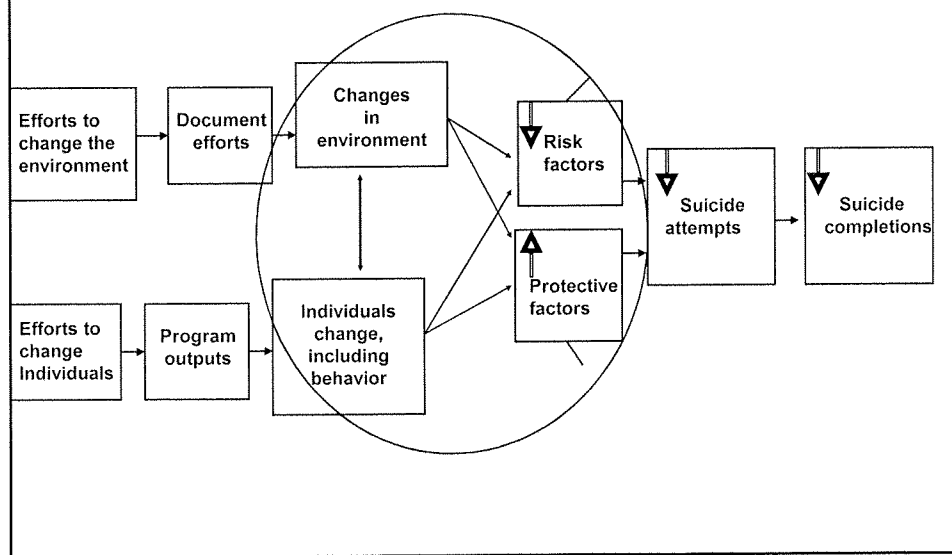 Efforts to
change the
environment
Document
efforts
Changes
in
environment
Risk
factors
Suicide
attempts
Suicide
completions
Protective
factors
Efforts to
change
Individuals
Program
outputs
Individuals
change,
including
behavior